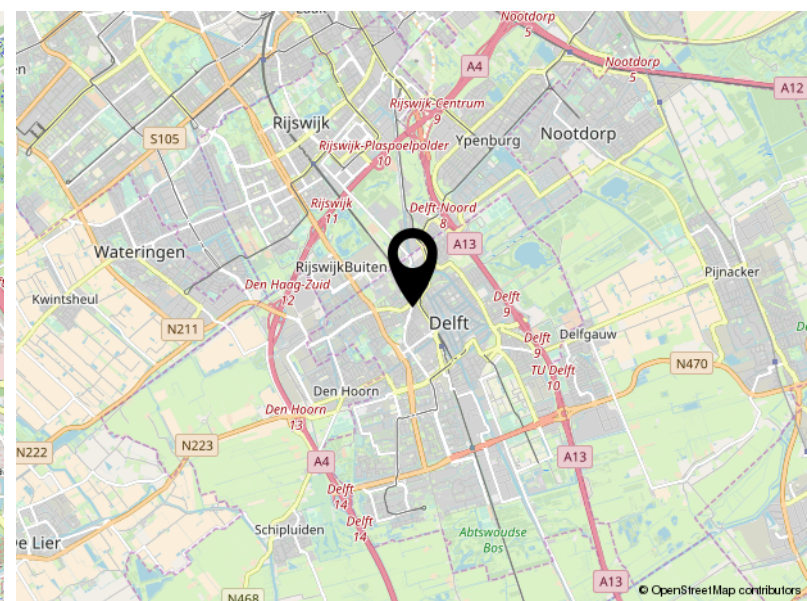 Nootdorp
5
A4
Nootdorp
5
A12
Rijswijk-Centrum
9
S105
Rijswijk
Ypenburg
Nootdorp
Rijswijk-Plaspoelpolder
10
Rijswijk
11
Delft-Noord
8
A13
Wateringen
RijswijkBuiten
Pijnacker
Den Haag-Zuid
12
Kwintsheul
Delft
9
N211
Delft
Delft
9
Delfgauw
TU Delft
10
N470
Den Hoorn
Den Hoorn
13
N223
N222
A4
A13
Delft
14
Delft
14
Schipluiden
Abtswoudse
Bos
De Lier
A13
N468
© OpenStreetMap contributors